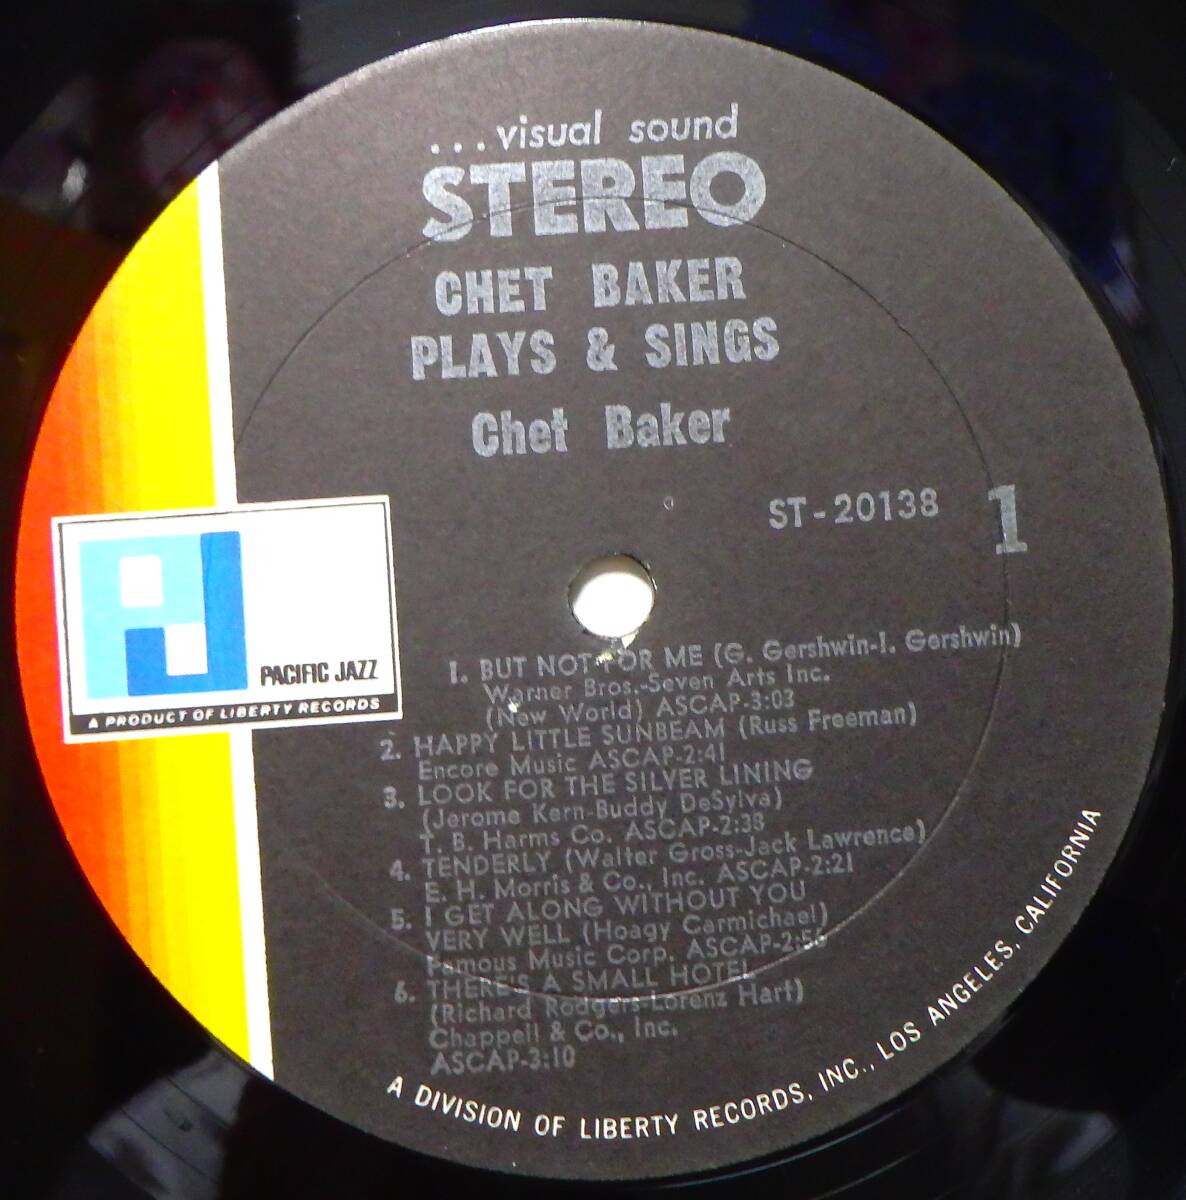 ...visual sound
STEREO
CHET BAKER
PLAYS & SINGS
Chet Baker
ST-20138
1
PACIFIC JAZZ
A PRODUCT OF LIBERTY RECORDS
1. BUT NOT FOR ME (G. Gershwin-I. Gershwin)
Warner Bros.-Seven Arts Inc.
(New World) ASCAP-3:03
2. HAPPY LITTLE SUNBEAM (Russ Freeman)
Encore Music ASCAP-2:41
3. LOOK FOR THE SILVER LINING
(Jerome Kern-Buddy DeSylva)
T. B. Harms Co. ASCAP-2:38
4. TENDERLY (Walter Gross-Jack Lawrence)
E. H. Morris & Co., Inc. ASCAP-2:21
5. I GET ALONG WITHOUT YOU
VERY WELL (Hoagy Carmichael)
Famous Music Corp. ASCAP-2:56
6. THERE'S A SMALL HOTEL
(Richard Rodgers-Lorenz Hart)
Chappell & Co., Inc.
ASCAP-3:10
A DIVISION OF LIBERTY RECORDS, INC., LOS ANGELES, CALIFORNIA